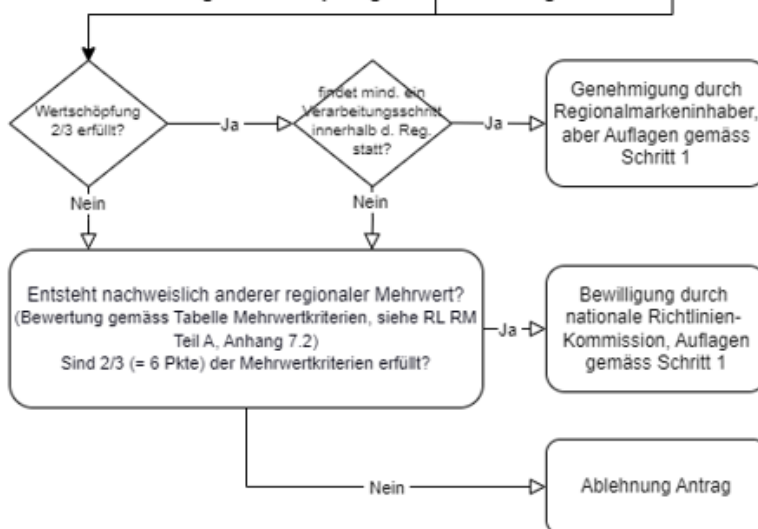 Wertschöpfung
2/3 erfüllt?
Ja
findet mind. ein
Verarbeitungsschritt
innerhalb d. Reg.
statt?
Ja
Genehmigung durch
Regionalmarkeninhaber,
aber Auflagen gemäss
Schritt 1
Nein
Nein
Entsteht nachweislich anderer regionaler Mehrwert?
(Bewertung gemäss Tabelle Mehrwertkriterien, siehe RL RM
Teil A, Anhang 7.2)
Sind 2/3 (= 6 Pkte) der Mehrwertkriterien erfüllt?
Ja
Bewilligung durch
nationale Richtlinien-
Kommission, Auflagen
gemäss Schritt 1
Nein
Ablehnung Antrag